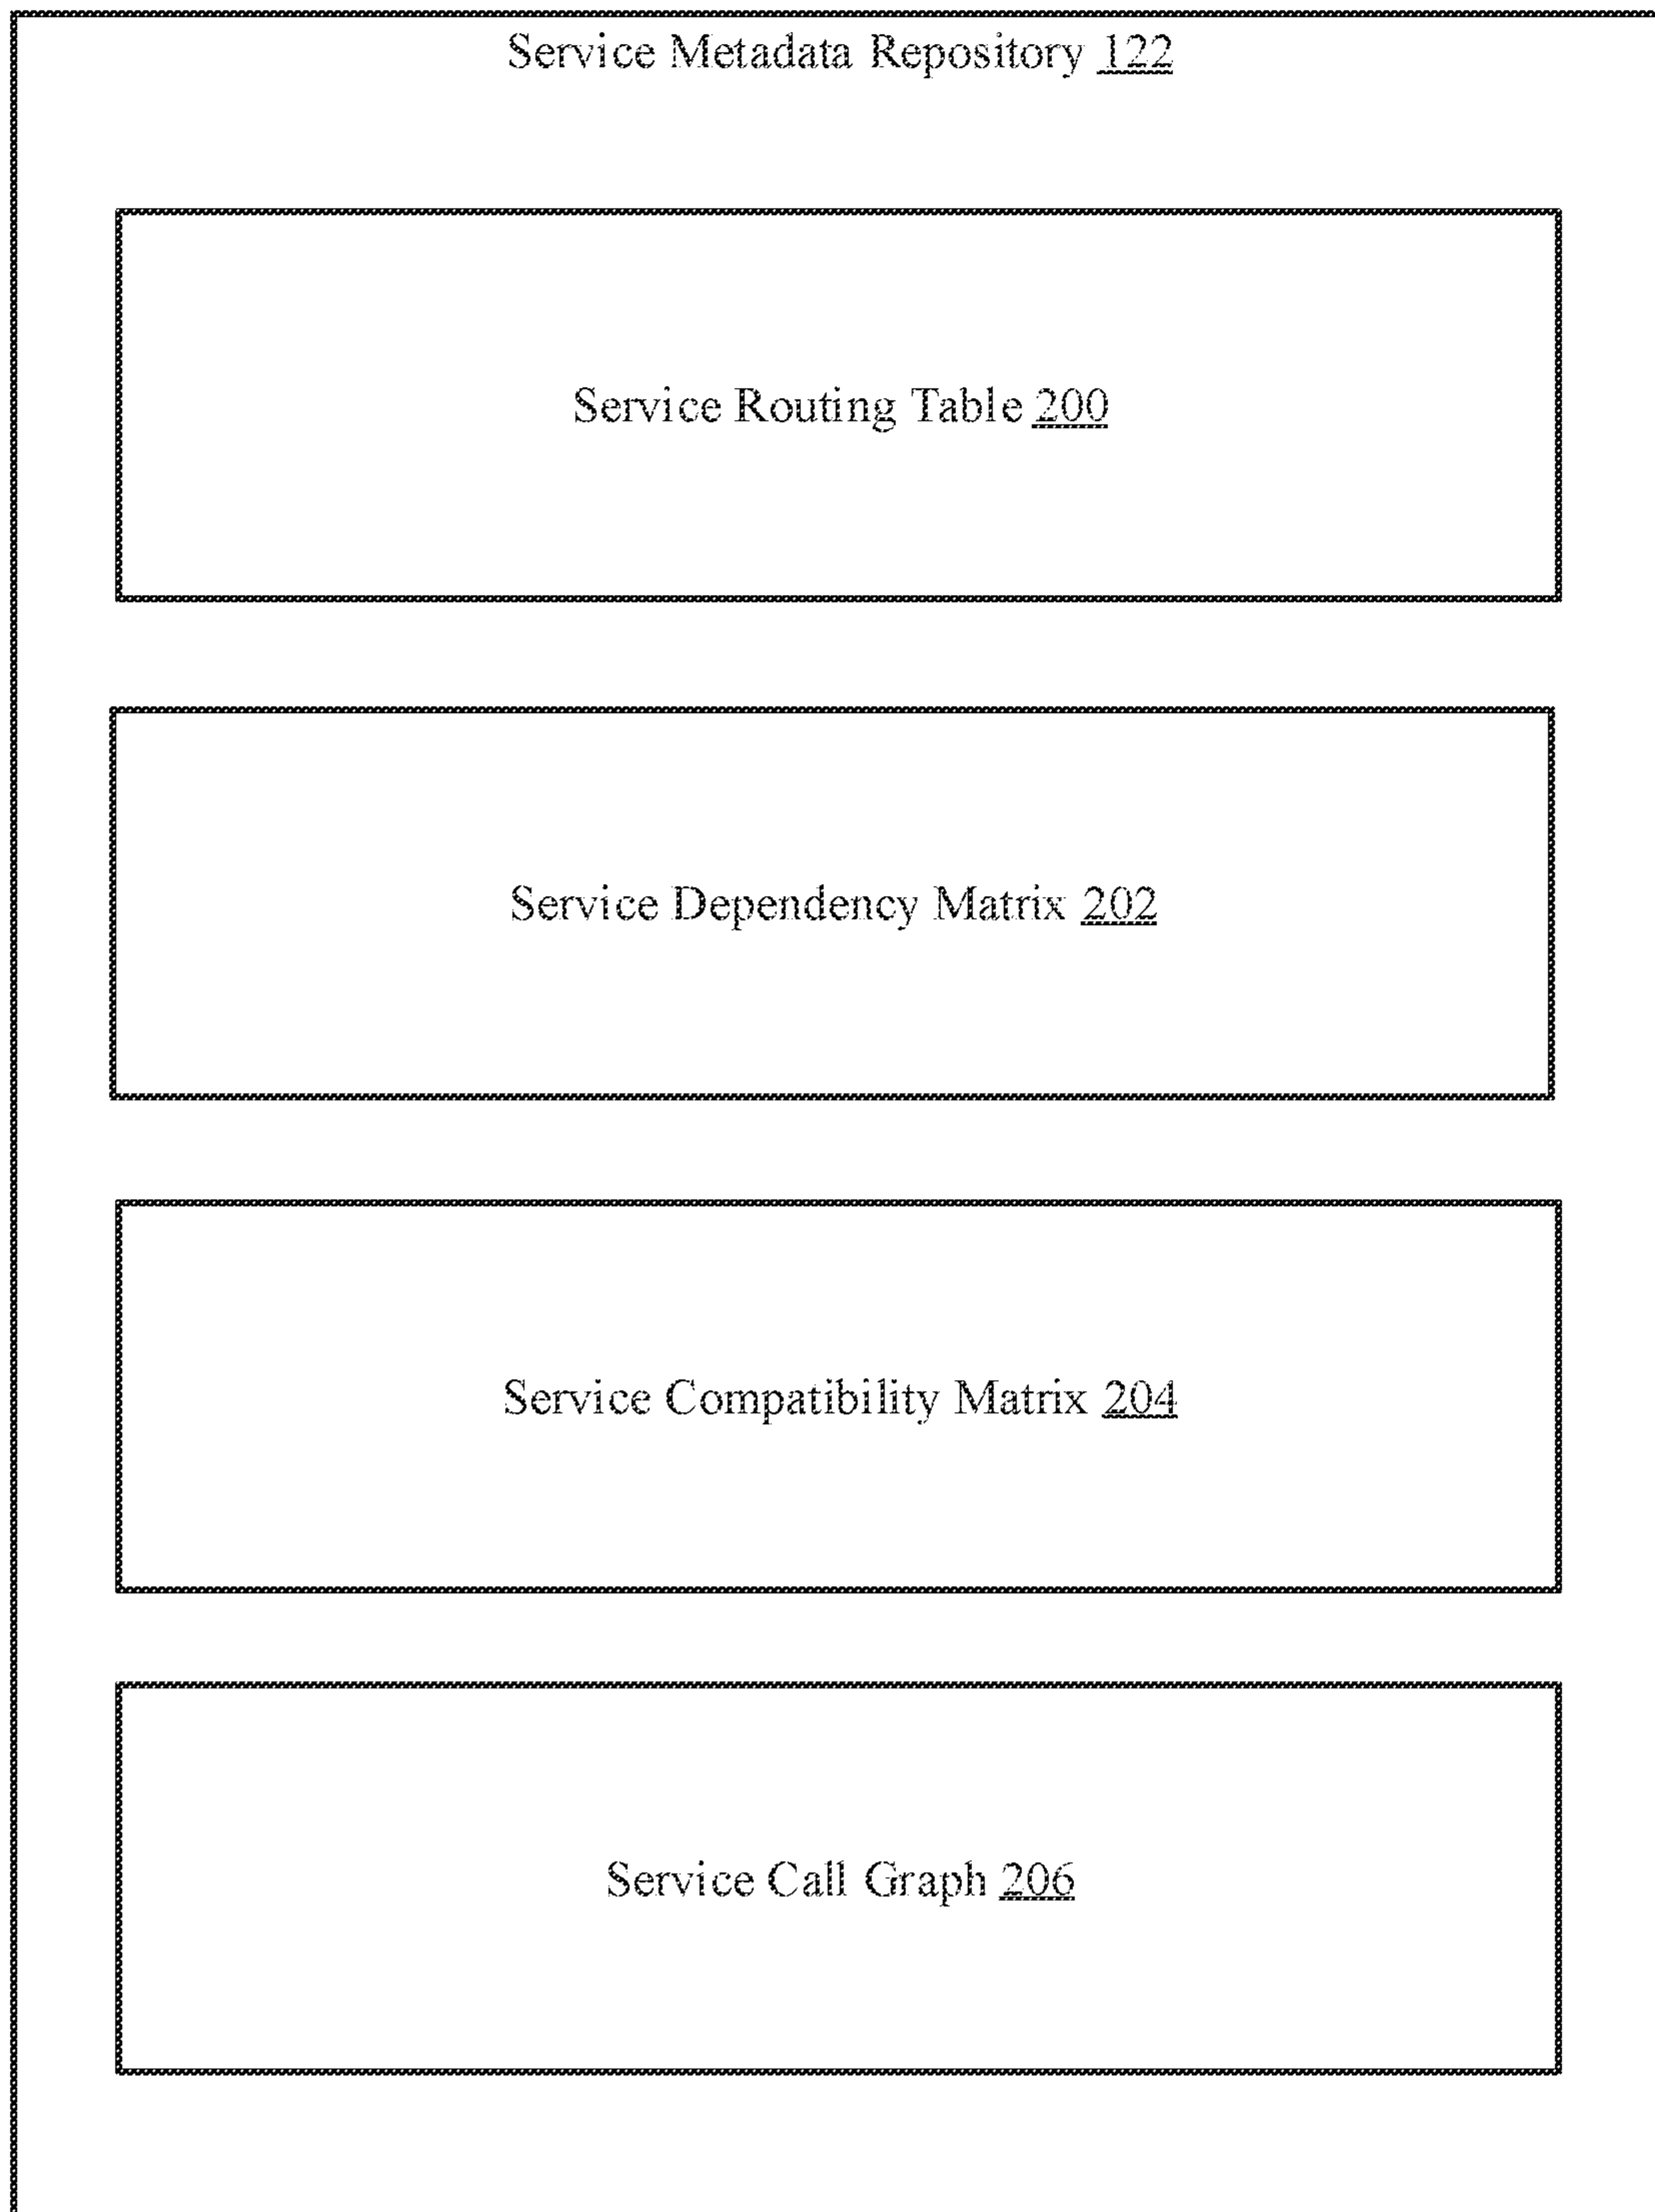 Service Metadata Repository 122
Service Routing Table 200
Service Dependency Matrix 202
Service Compatibility Matrix 204
Service Call Graph 206